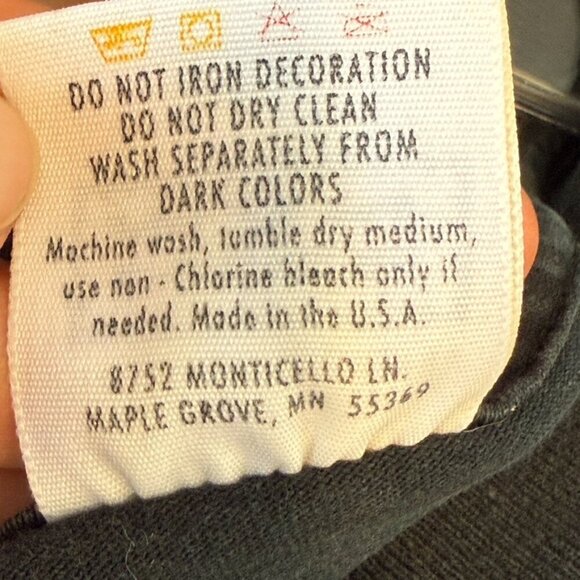 DO NOT IRON DECORATION
DO NOT DRY CLEAN
WASH SEPARATELY FROM
DARK COLORS
Machine wash, tumble dry medium,
use non - Chlorine bleach only if
needed. Made in the U.S.A.
8752 MONTICELLO LN.
MAPLE GROVE, MN 55369